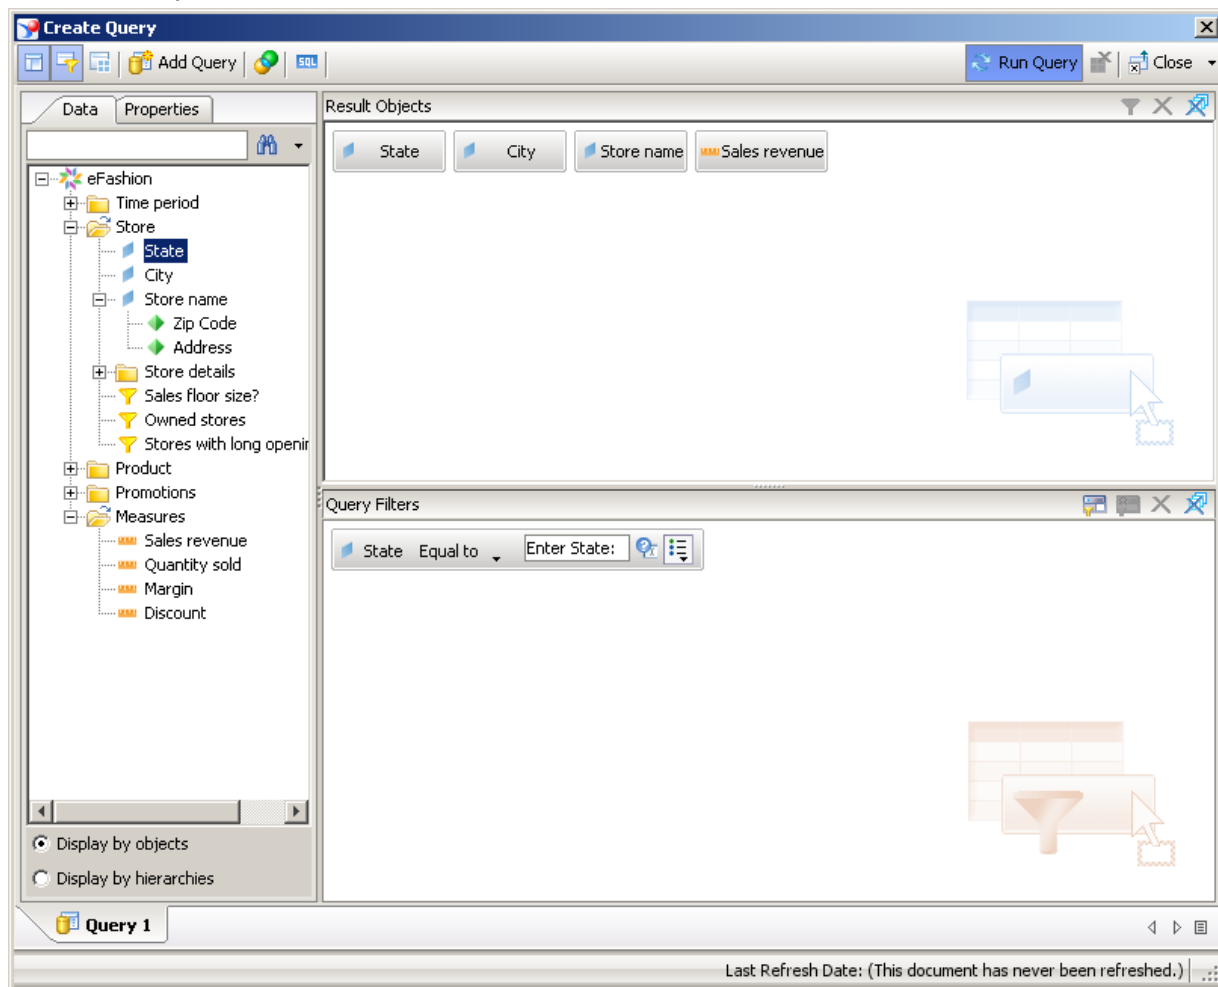 Create Query
Add Query
SQL
Run Query
Close
Data
Properties
Result Objects
State
City
Store name
Sales revenue
eFashion
Time period
Store
State
City
Store name
Zip Code
Address
Store details
Sales floor size?
Owned stores
Stores with long openin
Product
Promotions
Measures
Sales revenue
Quantity sold
Margin
Discount
Query Filters
State Equal to Enter State:
Display by objects
Display by hierarchies
Query 1
Last Refresh Date: (This document has never been refreshed.)